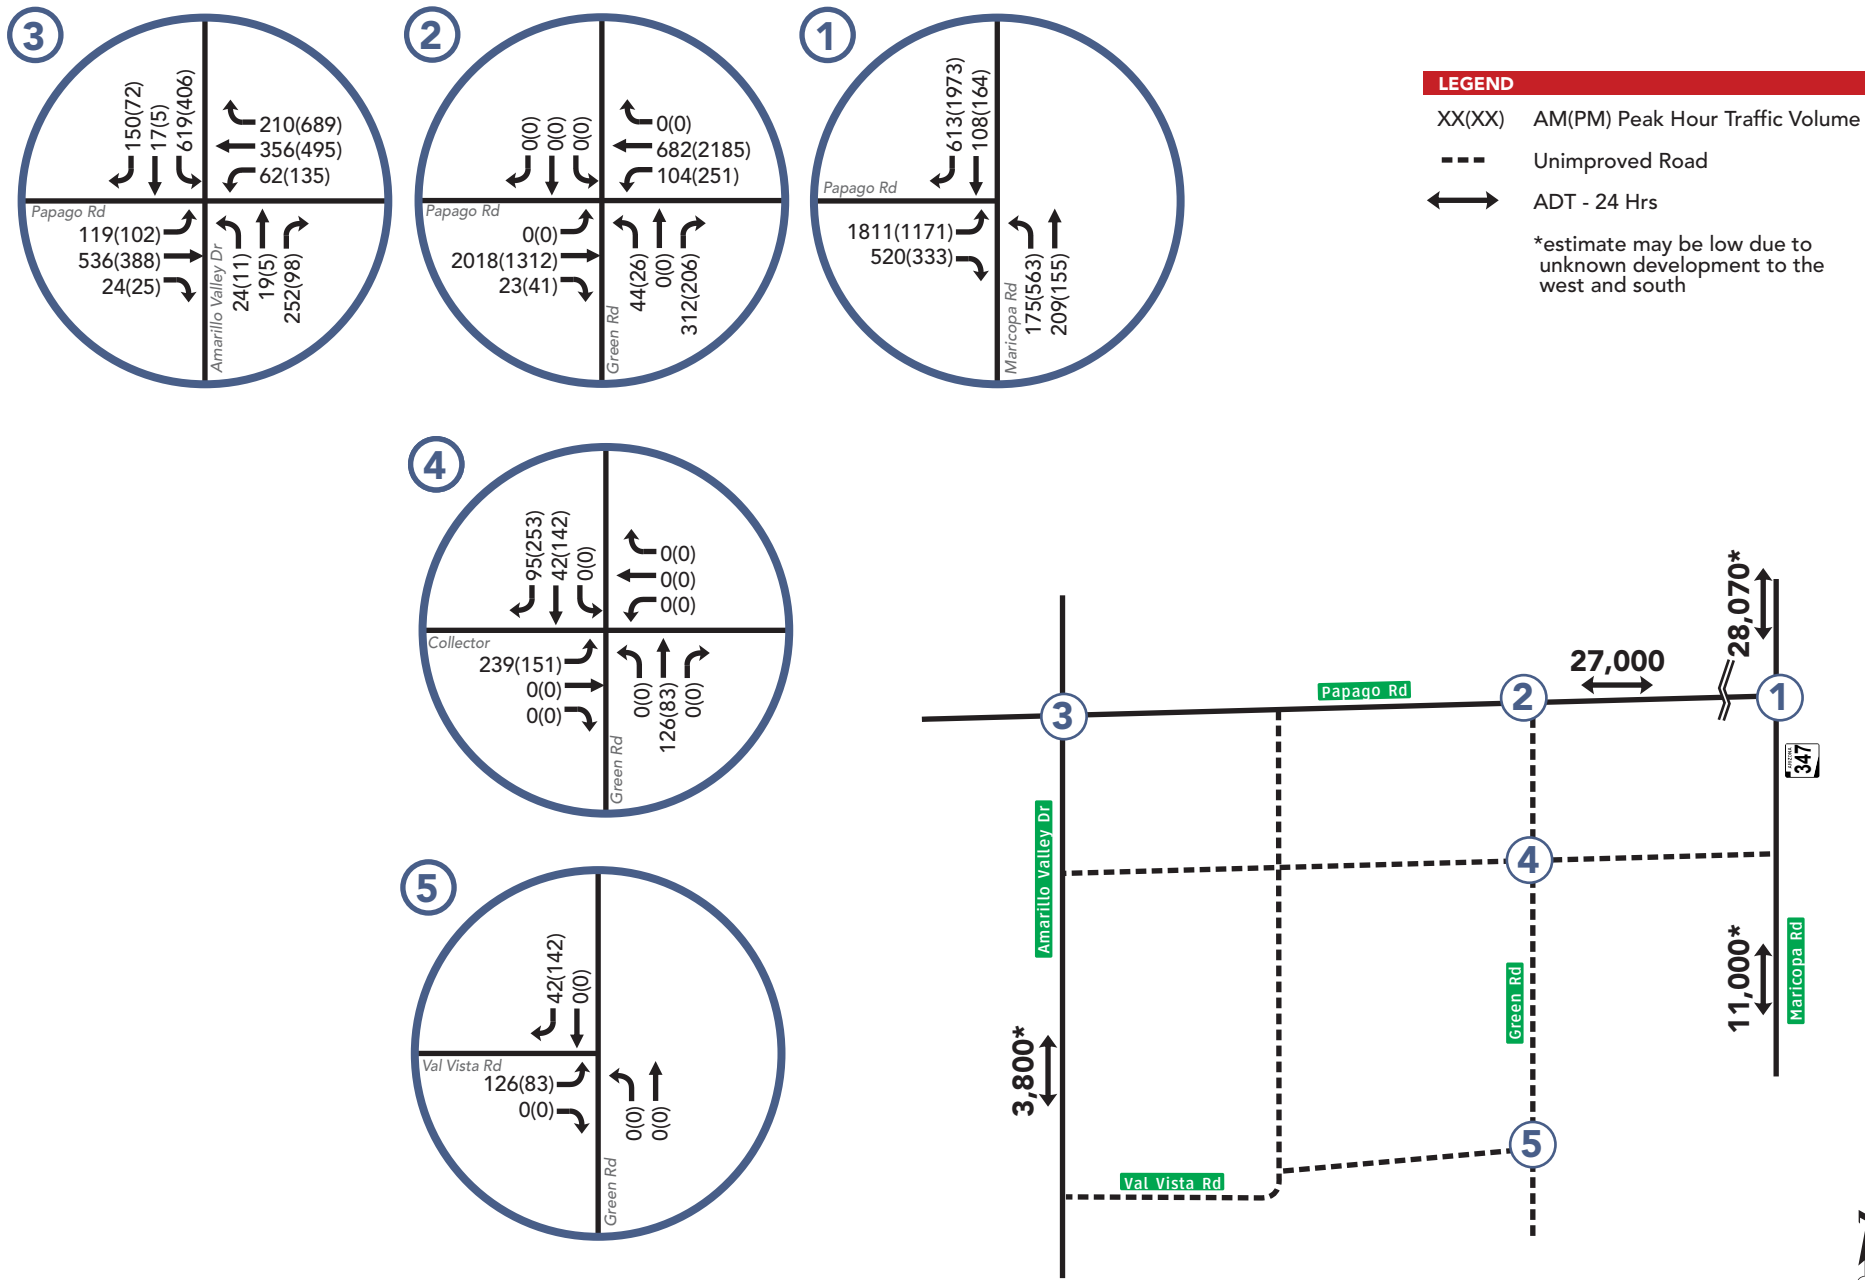 3
150(72)
17(5)
619(406)
210(689)
356(495)
62(135)
Papago Rd
119(102)
536(388)
24(25)
Amarillo Valley Dr
24(11)
19(5)
252(98)
2
0(0)
0(0)
0(0)
0(0)
682(2185)
104(251)
Papago Rd
0(0)
2018(1312)
23(41)
Green Rd
44(26)
0(0)
312(206)
1
613(1973)
108(164)
Papago Rd
1811(1171)
520(333)
Maricopa Rd
175(563)
209(155)
LEGEND
XX(XX) AM(PM) Peak Hour Traffic Volume
Unimproved Road
ADT - 24 Hrs
*estimate may be low due to
unknown development to the
west and south
4
95(253)
42(142)
0(0)
0(0)
0(0)
0(0)
Collector
239(151)
0(0)
0(0)
Green Rd
0(0)
126(83)
0(0)
5
42(142)
0(0)
Val Vista Rd
126(83)
0(0)
Green Rd
0(0)
0(0)
28,070*
27,000
Papago Rd
3
2
1
ARIZONA
347
Amarillo Valley Dr
4
Green Rd
11,000*
Maricopa Rd
3,800*
5
Val Vista Rd